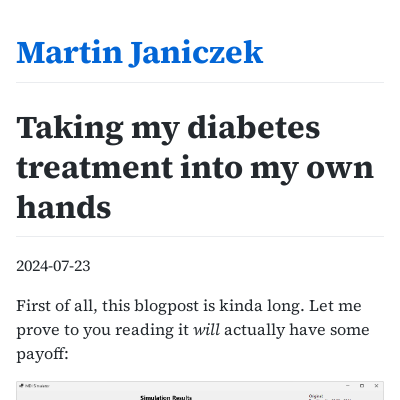 Martin Janiczek
Taking my diabetes
treatment into my own
hands
2024-07-23
First of all, this blogpost is kinda long. Let me
prove to you reading it will actually have some
payoff:
Simulation Results
Original